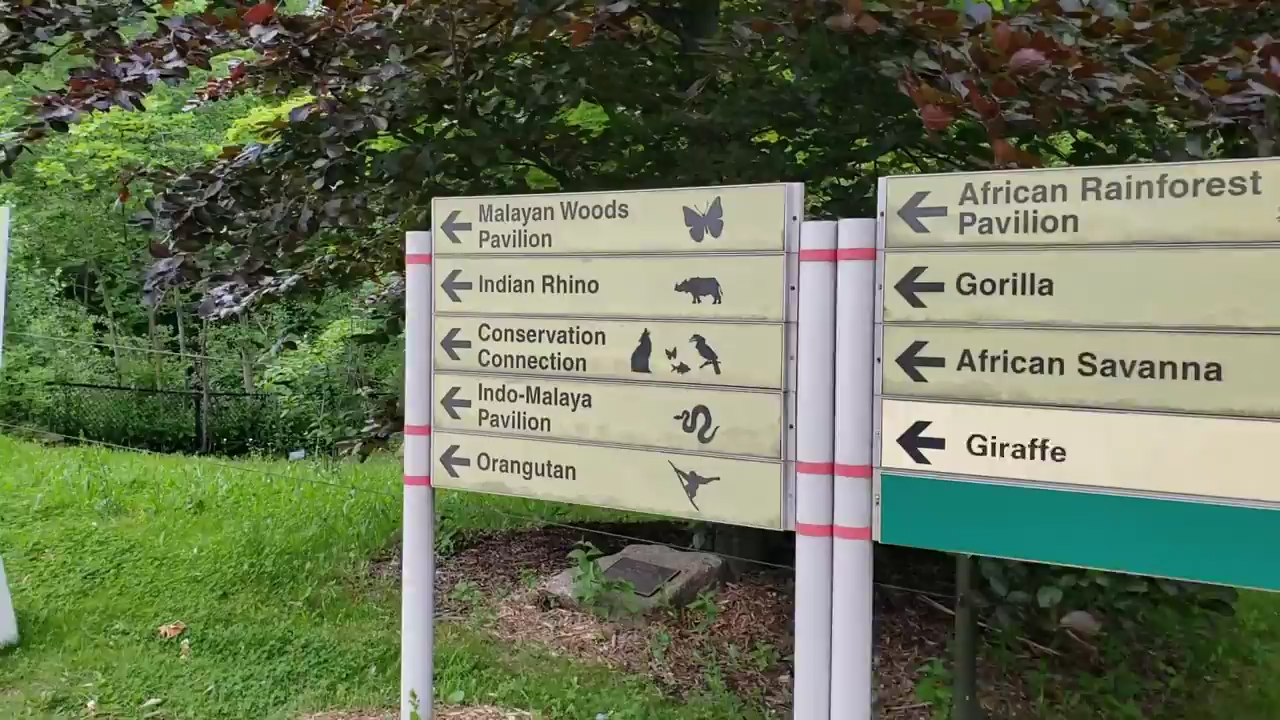 Malayan Woods
Pavilion
Indian Rhino
Conservation
Connection
Indo-Malaya
Pavilion
Orangutan
African Rainforest
Pavilion
Gorilla
African Savanna
Giraffe